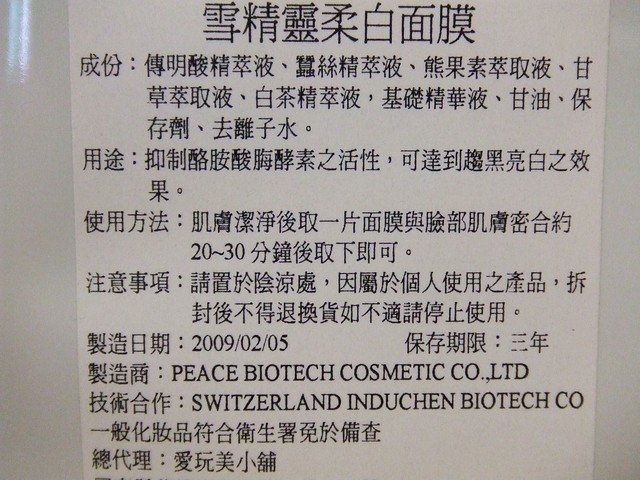 雪精靈柔白面膜
成份：傳明酸精萃液、蠶絲精萃液、熊果素萃取液、甘
草萃取液、白茶精萃液，基礎精華液、甘油、保
存劑、去離子水。
用途：抑制酪胺酸脢酵素之活性，可達到趨黑亮白之效
果。
使用方法：肌膚潔淨後取一片面膜與臉部肌膚密合約
20~30 分鐘後取下即可。
注意事項：請置於陰涼處，因屬於個人使用之產品，拆
封後不得退換貨如不適請停止使用。
製造日期：2009/02/05 保存期限：三年
製造商：PEACE BIOTECH COSMETIC CO.,LTD
技術合作：SWITZERLAND INDUCHEN BIOTECH CO
一般化妝品符合衛生署免於備查
總代理：愛玩美小舖